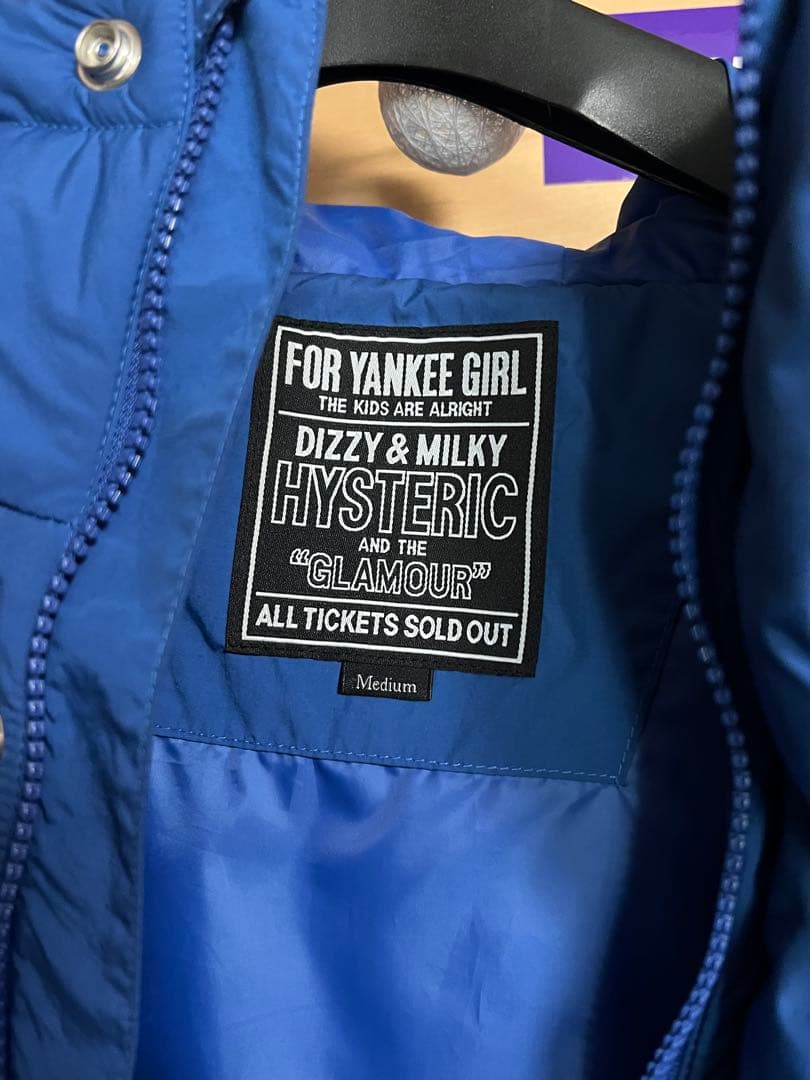 FOR YANKEE GIRL
THE KIDS ARE ALRIGHT
DIZZY & MILKY
HYSTERIC
AND THE
“GLAMOUR”
ALL TICKETS SOLD OUT
Medium